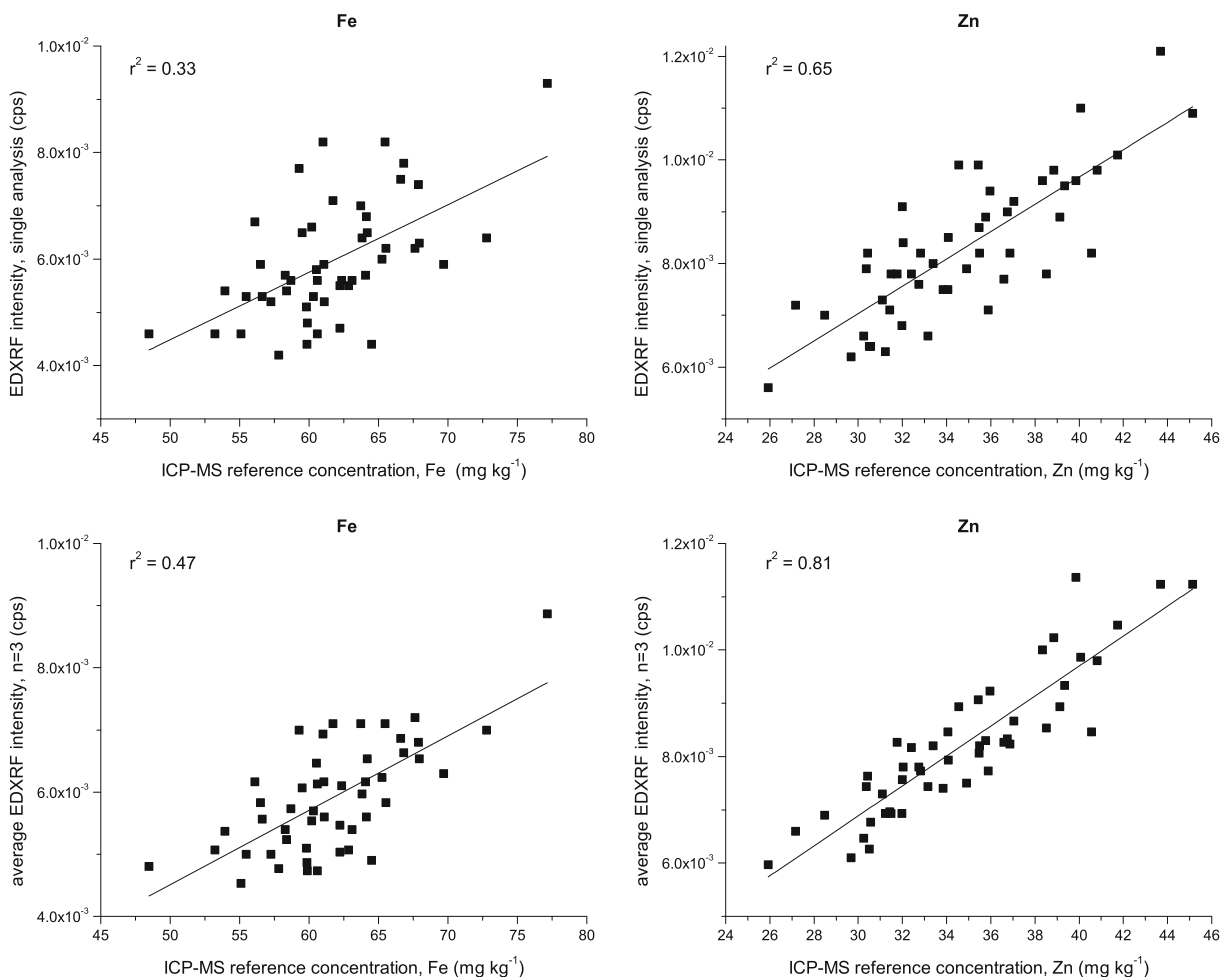 Fe
r² = 0.33
EDXRF intensity, single analysis (cps)
1.0x10⁻²
8.0x10⁻³
6.0x10⁻³
4.0x10⁻³
45 50 55 60 65 70 75 80
ICP-MS reference concentration, Fe (mg kg⁻¹)
Zn
r² = 0.65
EDXRF intensity, single analysis (cps)
1.2x10⁻²
1.0x10⁻²
8.0x10⁻³
6.0x10⁻³
24 26 28 30 32 34 36 38 40 42 44 46
ICP-MS reference concentration, Zn (mg kg⁻¹)
Fe
r² = 0.47
average EDXRF intensity, n=3 (cps)
1.0x10⁻²
8.0x10⁻³
6.0x10⁻³
4.0x10⁻³
45 50 55 60 65 70 75 80
ICP-MS reference concentration, Fe (mg kg⁻¹)
Zn
r² = 0.81
average EDXRF intensity, n=3 (cps)
1.2x10⁻²
1.0x10⁻²
8.0x10⁻³
6.0x10⁻³
24 26 28 30 32 34 36 38 40 42 44 46
ICP-MS reference concentration, Zn (mg kg⁻¹)